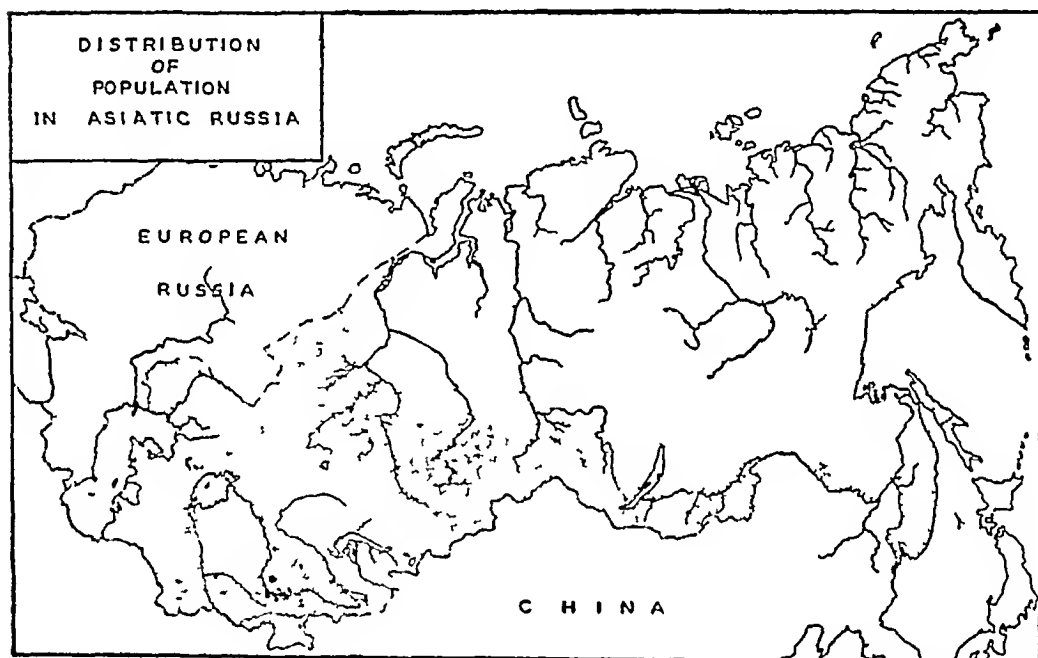 DISTRIBUTION
OF
POPULATION
IN ASIATIC RUSSIA
EUROPEAN
RUSSIA
CHINA